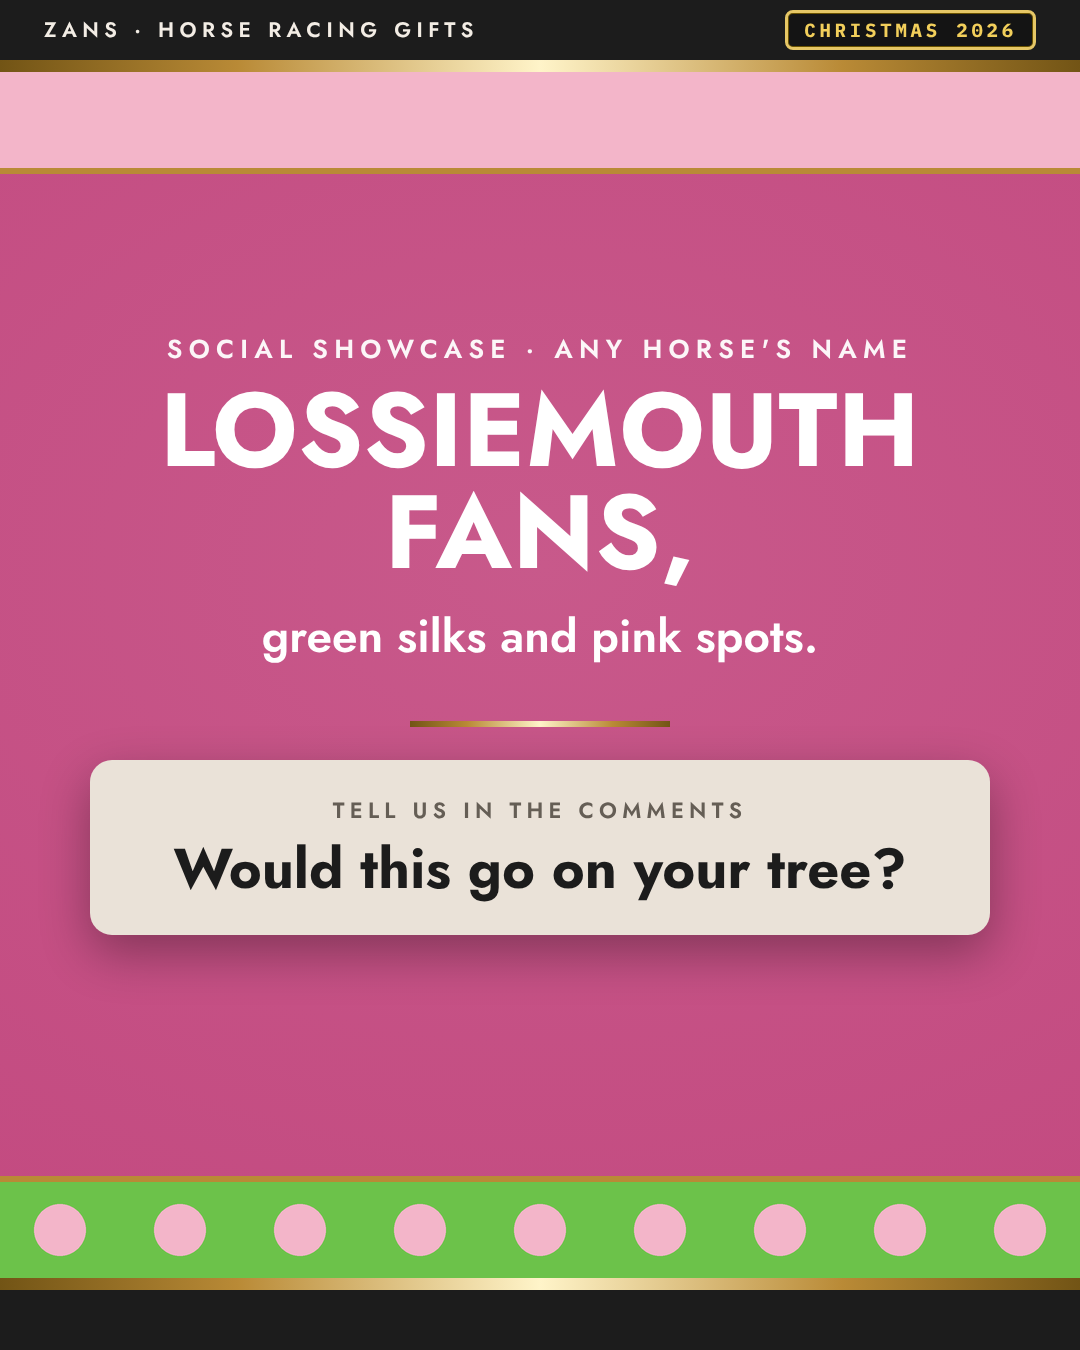 ZANS · HORSE RACING GIFTS
CHRISTMAS 2026
SOCIAL SHOWCASE · ANY HORSE'S NAME
LOSSIEMOUTH
FANS,
green silks and pink spots.
TELL US IN THE COMMENTS
Would this go on your tree?